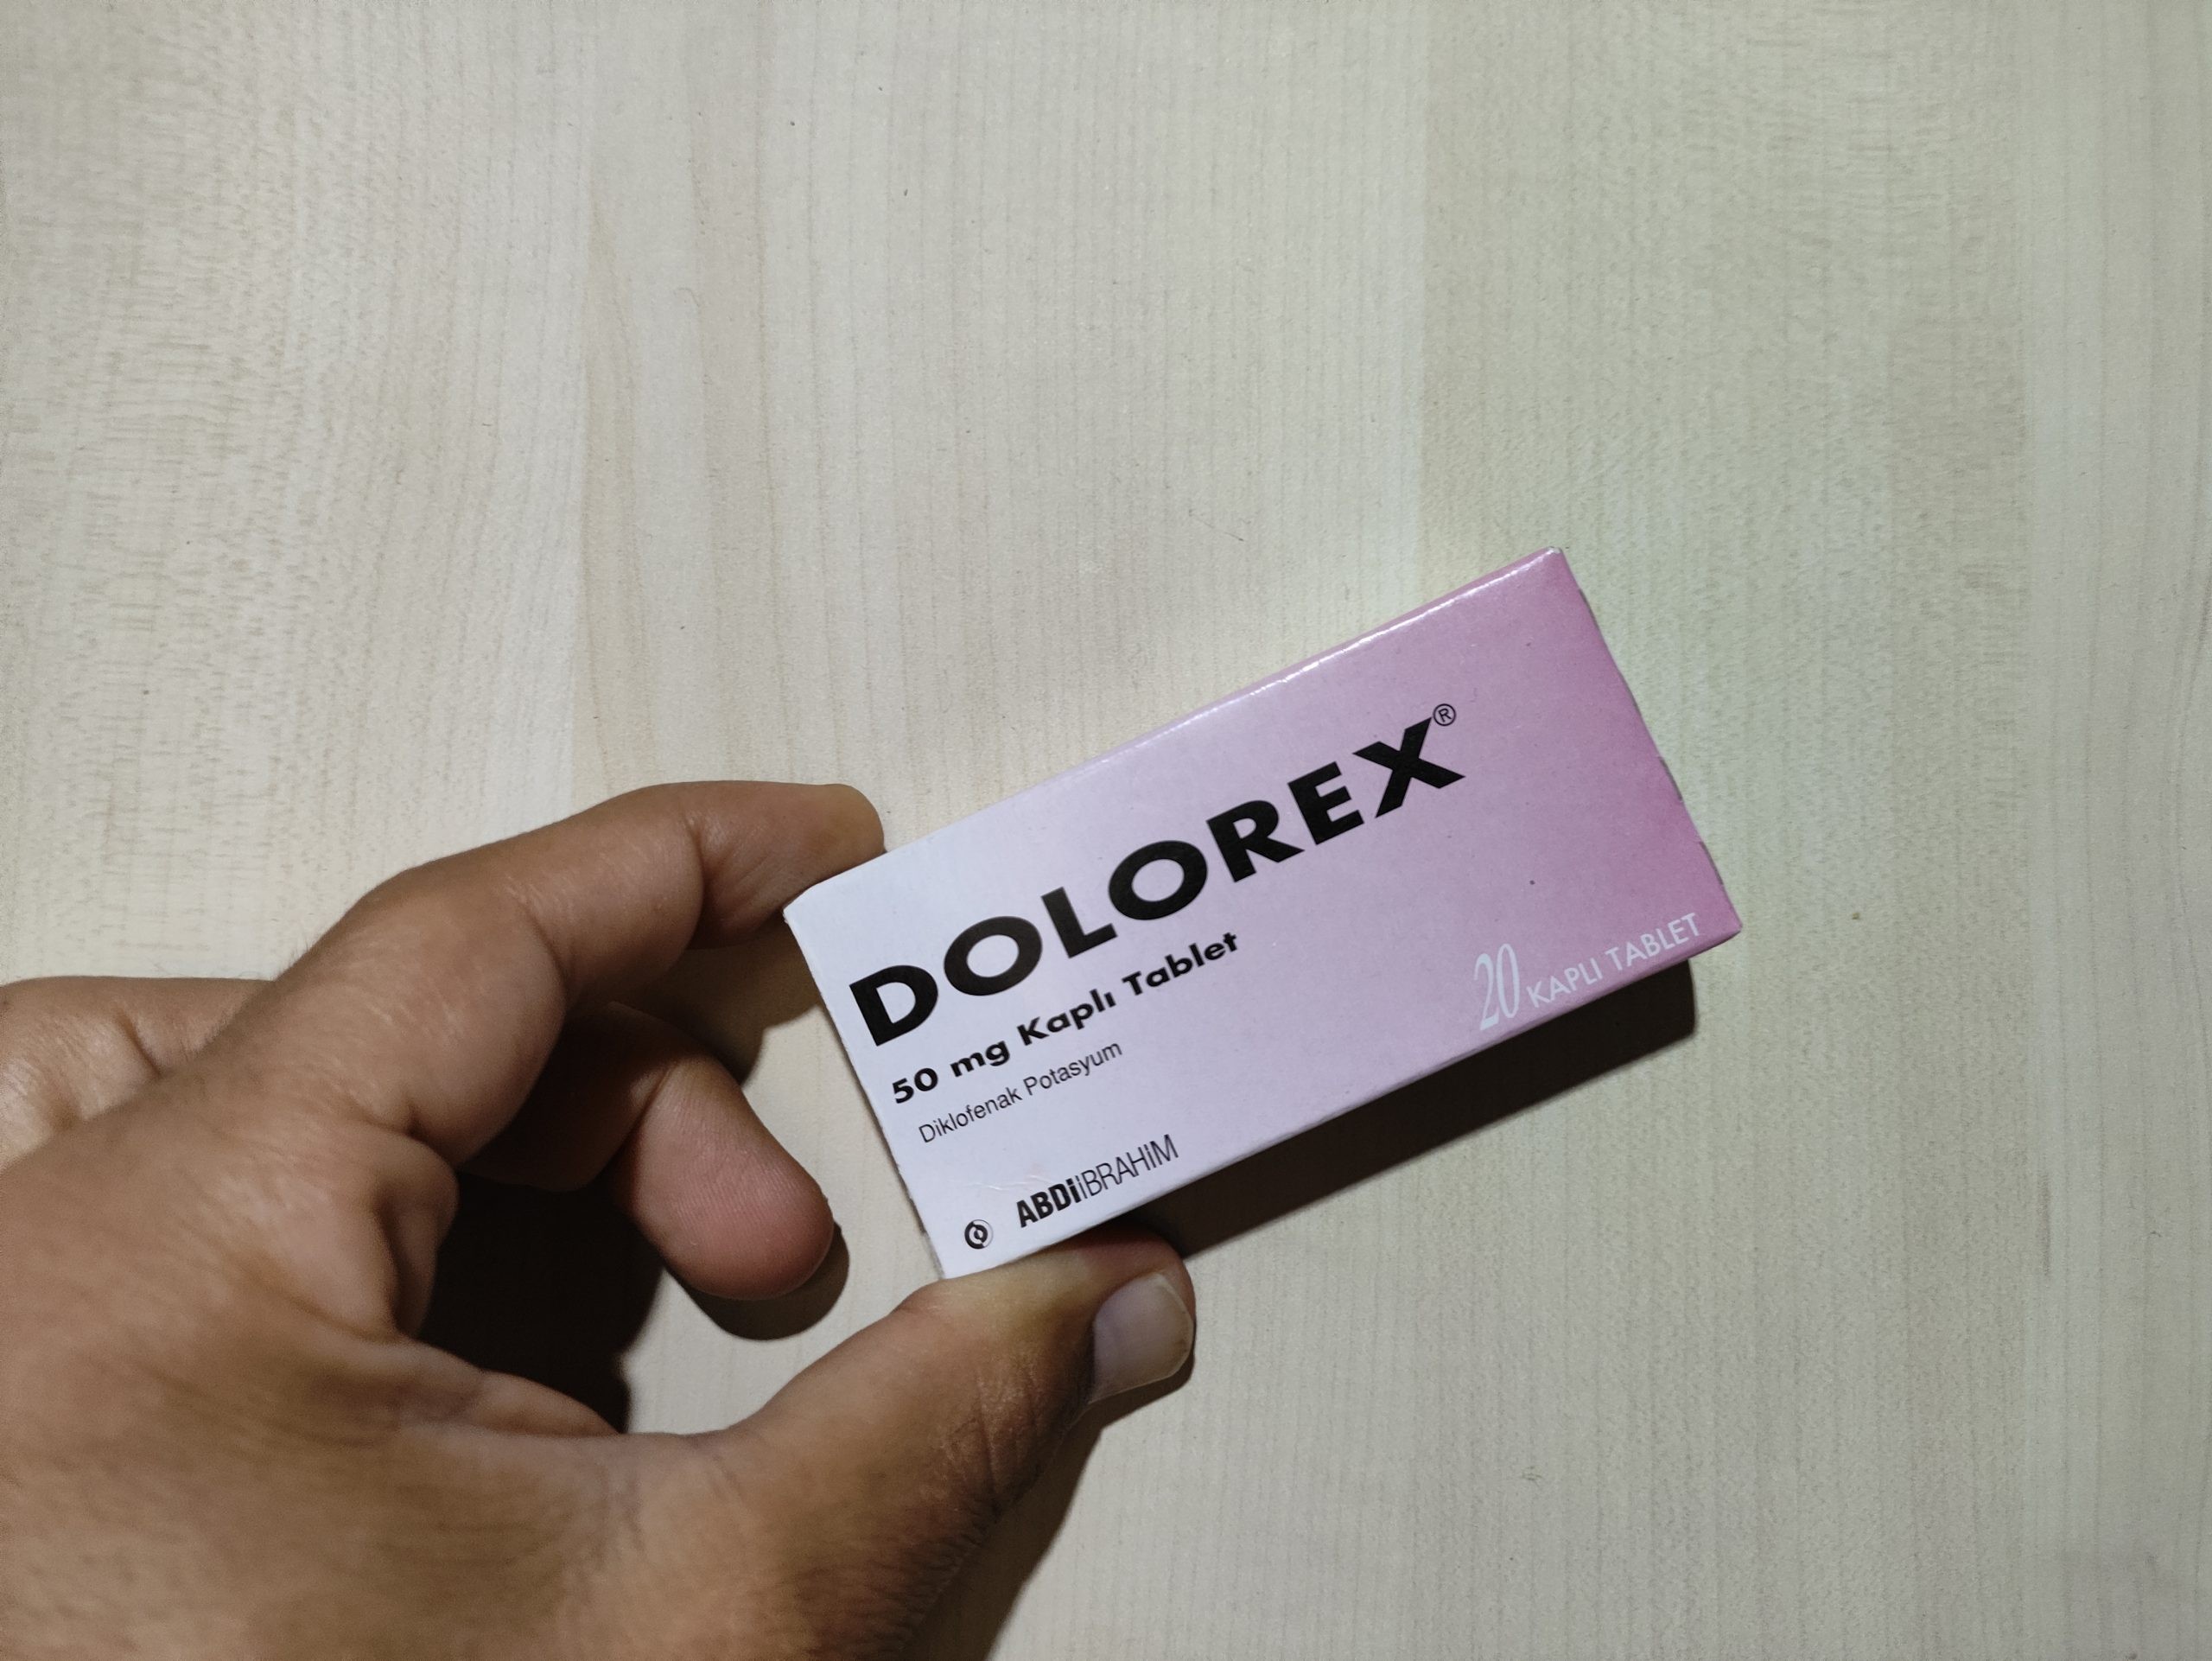 DOLOREX®
50 mg Kaplı Tablet
Diklofenak Potasyum
ABDİİBRAHİM
20 KAPLI TABLET